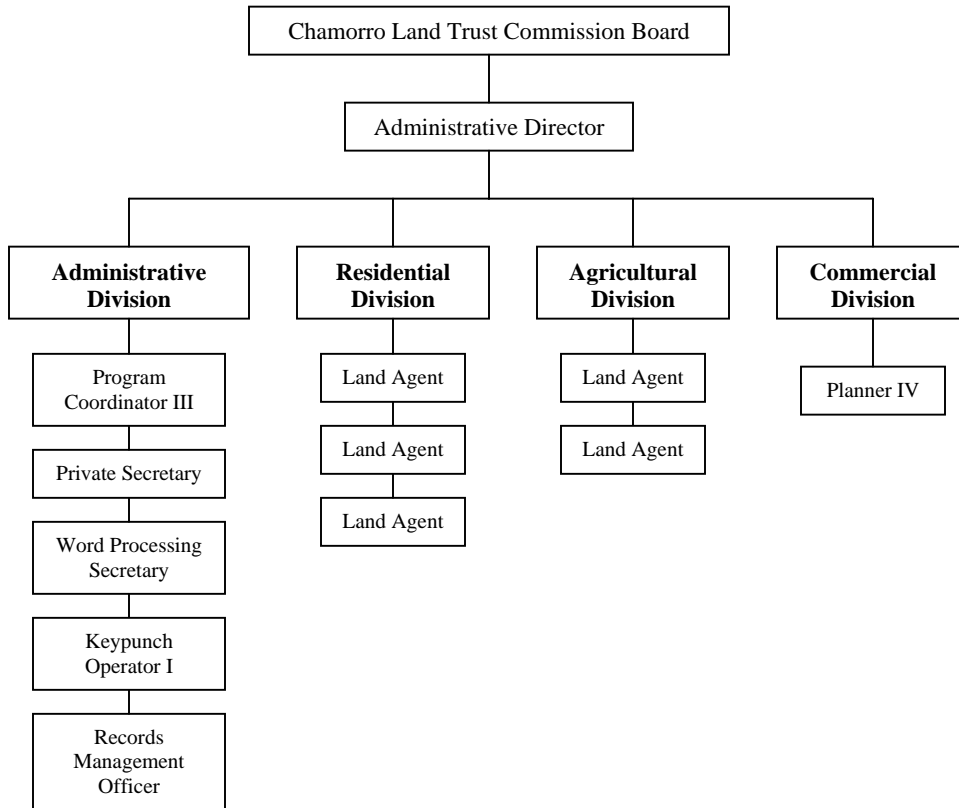 Chamorro Land Trust Commission Board
Administrative Director
Administrative
Division
Residential
Division
Agricultural
Division
Commercial
Division
Program
Coordinator III
Private Secretary
Word Processing
Secretary
Keypunch
Operator I
Records
Management
Officer
Land Agent
Land Agent
Land Agent
Land Agent
Land Agent
Planner IV